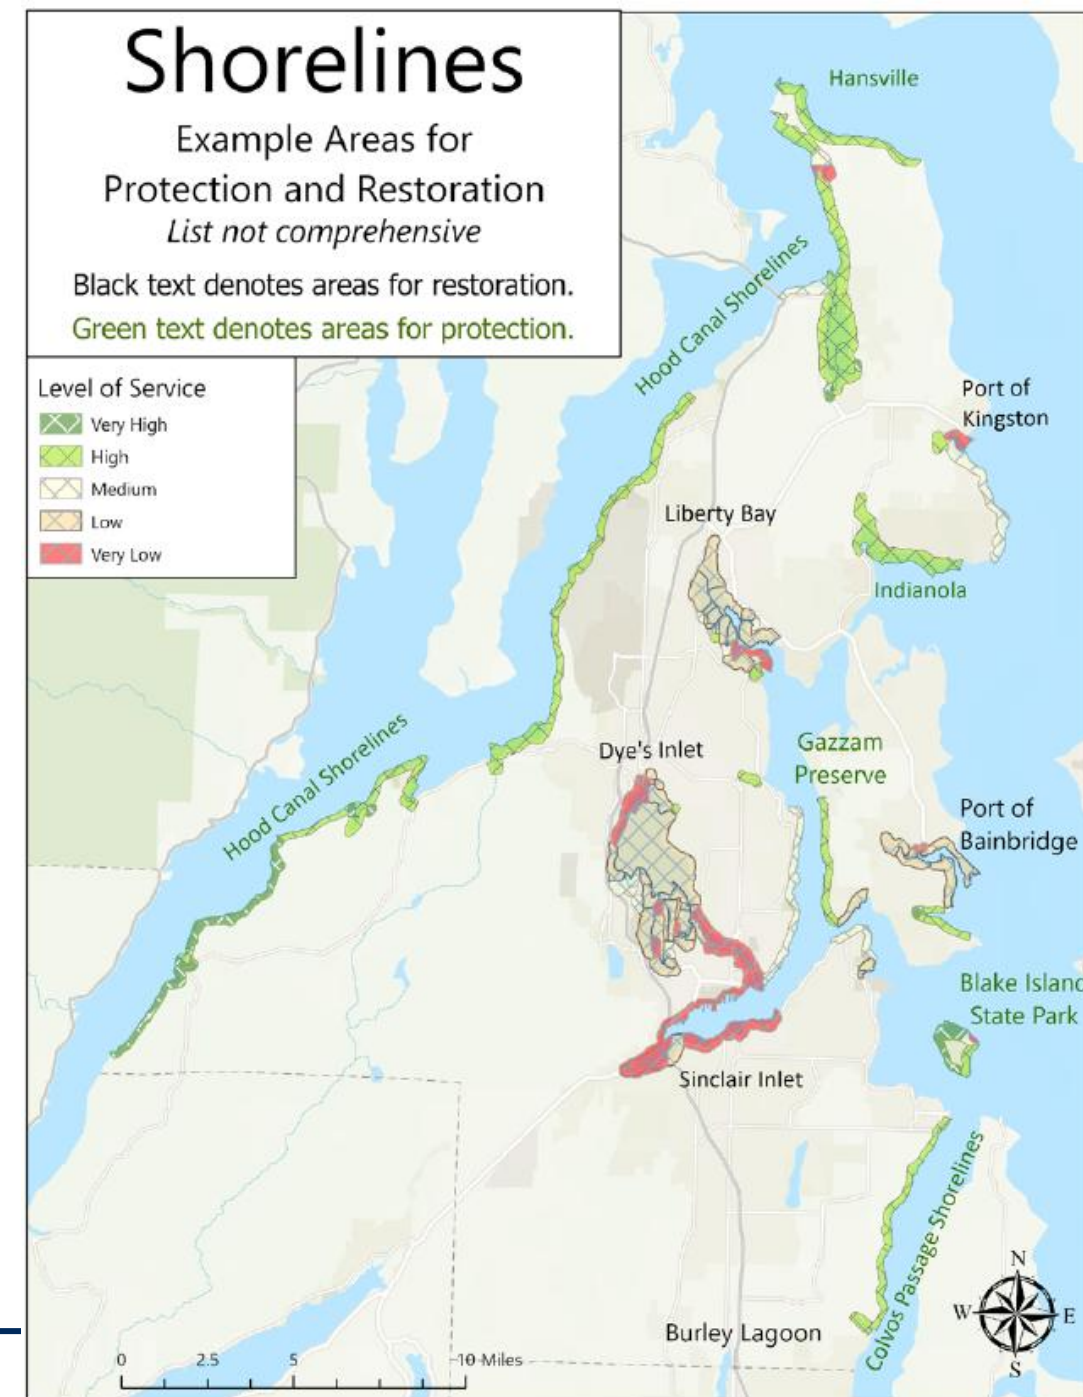 Shorelines
Example Areas for
Protection and Restoration
List not comprehensive
Black text denotes areas for restoration.
Green text denotes areas for protection.
Level of Service
Very High
High
Medium
Low
Very Low
Hansville
Hood Canal Shorelines
Port of
Kingston
Liberty Bay
Indianola
Hood Canal Shorelines
Dye's Inlet
Gazzam
Preserve
Port of
Bainbridge
Blake Island
State Park
Sinclair Inlet
Colvos Passage Shorelines
Burley Lagoon
N
W
E
S
0
2.5
5
10 Miles